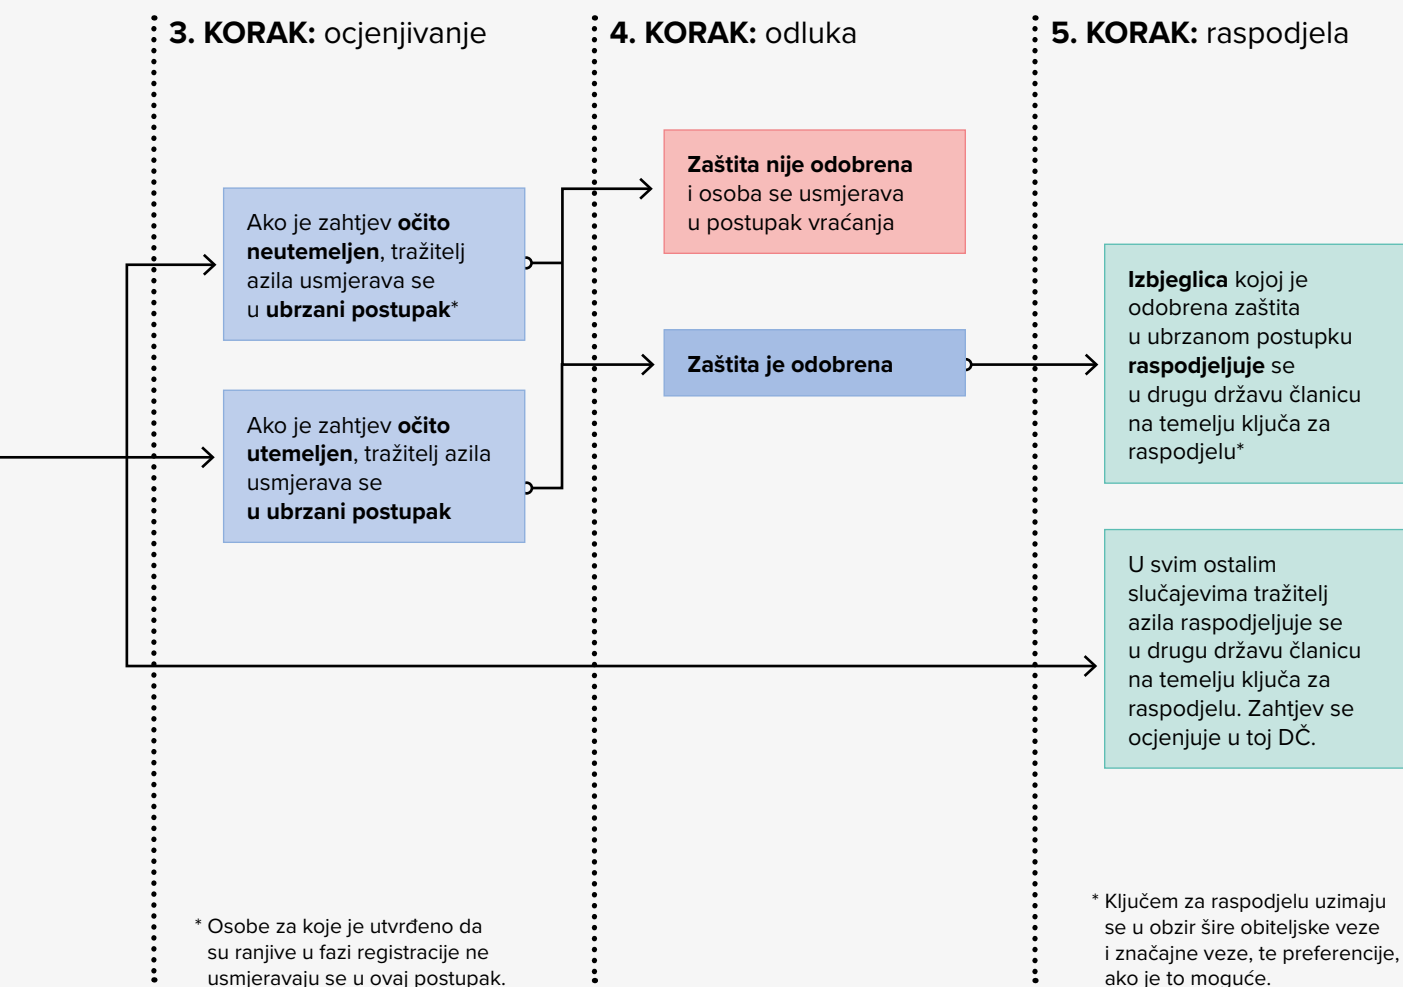 3. KORAK: ocjenjivanje
Ako je zahtjev očito
neutemeljen, tražitelj
azila usmjerava se
u ubrzani postupak*
Ako je zahtjev očito
utemeljen, tražitelj azila
usmjerava se
u ubrzani postupak
* Osobe za koje je utvrđeno da
su ranjive u fazi registracije ne
usmjeravaju se u ovaj postupak.
4. KORAK: odluka
Zaštita nije odobrena
i osoba se usmjerava
u postupak vraćanja
Zaštita je odobrena
5. KORAK: raspodjela
Izbjeglica kojoj je
odobrena zaštita
u ubrzanom postupku
raspodjeljuje se
u drugu državu članicu
na temelju ključa za
raspodjelu*
U svim ostalim
slučajevima tražitelj
azila raspodjeljuje se
u drugu državu članicu
na temelju ključa za
raspodjelu. Zahtjev se
ocjenjuje u toj DČ.
* Ključem za raspodjelu uzimaju
se u obzir šire obiteljske veze
i značajne veze, te preferencije,
ako je to moguće.